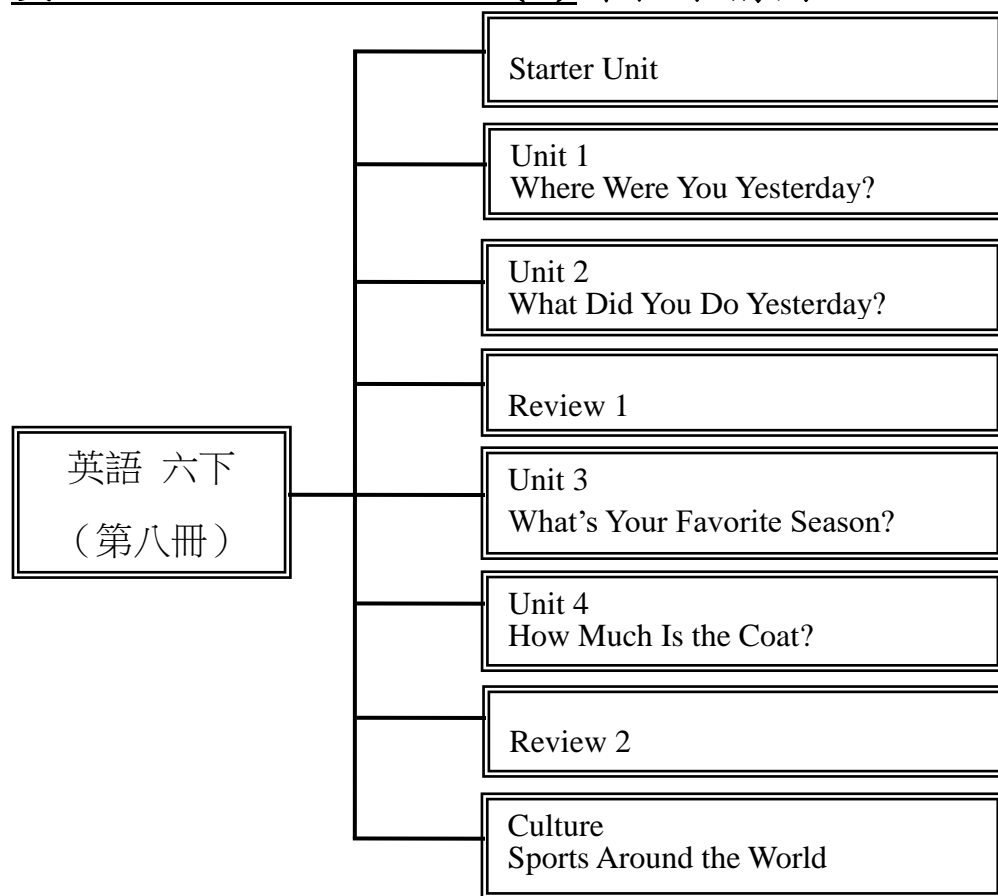 英語 六下
（第八冊）
Starter Unit
Unit 1
Where Were You Yesterday?
Unit 2
What Did You Do Yesterday?
Review 1
Unit 3
What’s Your Favorite Season?
Unit 4
How Much Is the Coat?
Review 2
Culture
Sports Around the World